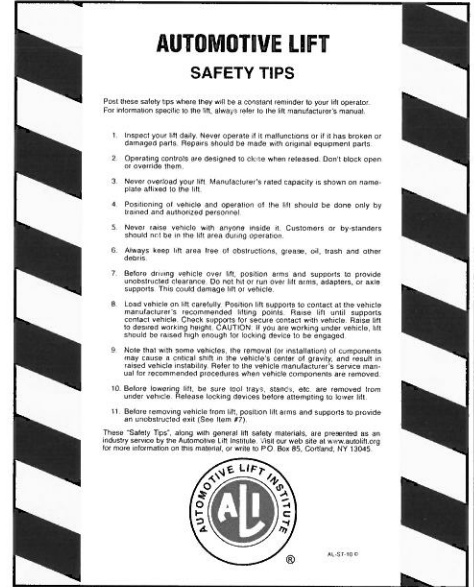 AUTOMOTIVE LIFT
SAFETY TIPS
Post these safety tips where they will be a constant reminder to your lift operator.
For information specific to the lift, always refer to the lift manufacturer's manual.
1. Inspect your lift daily. Never operate if it malfunctions or if it has broken or
damaged parts. Repairs should be made with original equipment parts.
2. Operating controls are designed to close when released. Don't block open
or override them.
3. Never overload your lift. Manufacturer's rated capacity is shown on name-
plate affixed to the lift.
4. Positioning of vehicle and operation of the lift should be done only by
trained and authorized personnel.
5. Never raise vehicle with anyone inside it. Customers or by-standers
should not be in the lift area during operation.
6. Always keep lift area free of obstructions, grease, oil, trash and other
debris.
7. Before driving vehicle over lift, position arms and supports to provide
unobstructed clearance. Do not hit or run over lift arms, adapters, or axle
supports. This could damage lift or vehicle.
8. Load vehicle on lift carefully. Position lift supports to contact at the vehicle
manufacturer's recommended lifting points. Raise lift until supports
contact vehicle. Check supports for secure contact with vehicle. Raise lift
to desired working height. CAUTION: If you are working under vehicle, lift
should be raised high enough for locking device to be engaged.
9. Note that with some vehicles, the removal (or installation) of components
may cause a critical shift in the vehicle's center of gravity, and result in
raised vehicle instability. Refer to the vehicle manufacturer's service man-
ual for recommended procedures when vehicle components are removed.
10. Before lowering lift, be sure tool trays, stands, etc. are removed from
under vehicle. Release locking devices before attempting to lower lift.
11. Before removing vehicle from lift, position lift arms and supports to provide
an unobstructed exit (See Item #7).
These "Safety Tips", along with general lift safety materials, are presented as an
industry service by the Automotive Lift Institute. Visit our web site at www.autolift.org
for more information on this material, or write to P.O. Box 85, Cortland, NY 13045.
AUTOMOTIVE LIFT INSTITUTE
ALI
®
AL-ST-10 ©